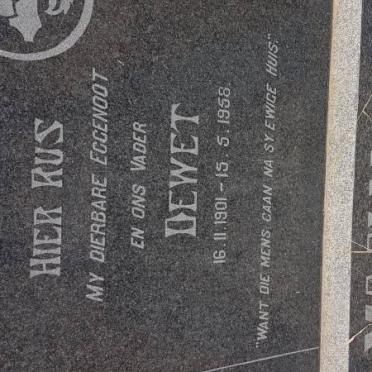 HIER RUS
MY DIERBARE EGGENOOT
EN ONS VADER
DEWET
16.11.1901 – 15.5.1958.
"WANT DIE MENS GAAN NA SY EWIGE HUIS."